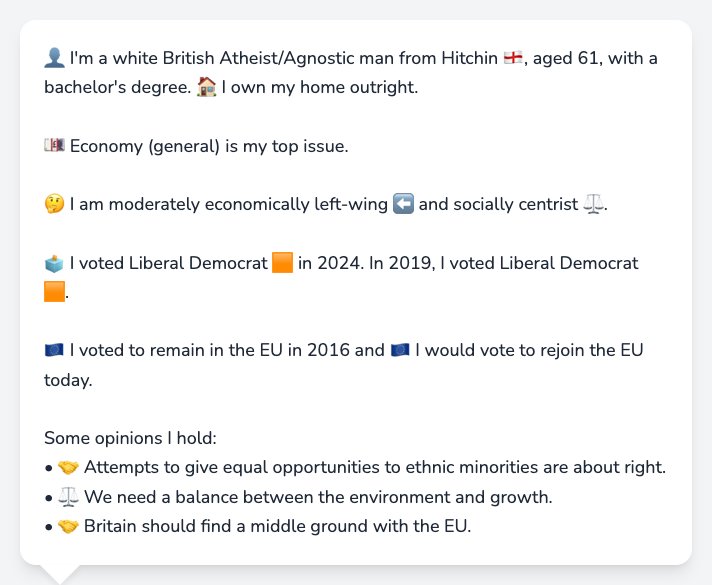 👤 I'm a white British Atheist/Agnostic man from Hitchin 🏴󠁧󠁢󠁥󠁮󠁧󠁿, aged 61, with a
bachelor's degree. 🏠 I own my home outright.
💷 Economy (general) is my top issue.
🤔 I am moderately economically left-wing ⬅️ and socially centrist ⚖️.
🗳️ I voted Liberal Democrat 🟧 in 2024. In 2019, I voted Liberal Democrat
🟧.
🇪🇺 I voted to remain in the EU in 2016 and 🇪🇺 I would vote to rejoin the EU
today.
Some opinions I hold:
• 🤝 Attempts to give equal opportunities to ethnic minorities are about right.
• ⚖️ We need a balance between the environment and growth.
• 🤝 Britain should find a middle ground with the EU.